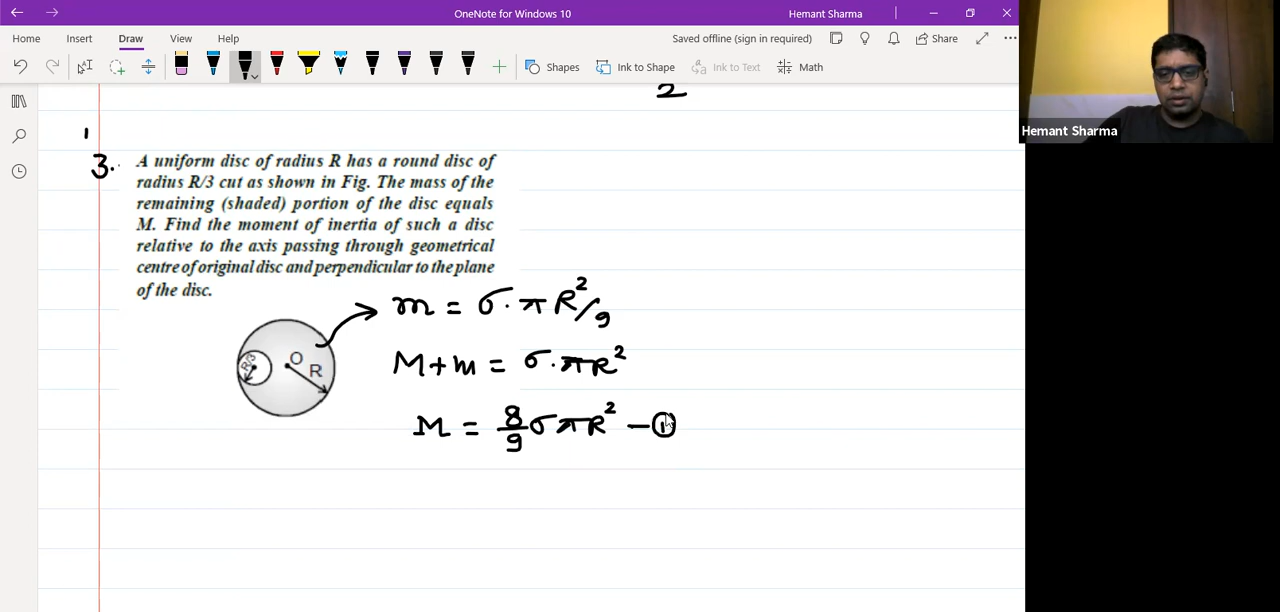 OneNote for Windows 10
Hemant Sharma
Home Insert Draw View Help
Saved offline (sign in required)
Share
Shapes
Ink to Shape
Ink to Text
Math
Hemant Sharma
2
3.
A uniform disc of radius R has a round disc of
radius R/3 cut as shown in Fig. The mass of the
remaining (shaded) portion of the disc equals
M. Find the moment of inertia of such a disc
relative to the axis passing through geometrical
centre of original disc and perpendicular to the plane
of the disc.
m = σ·πR²/9
R/3 O R
M+m = σ·πR²
M = 8/9 σπR² – ①